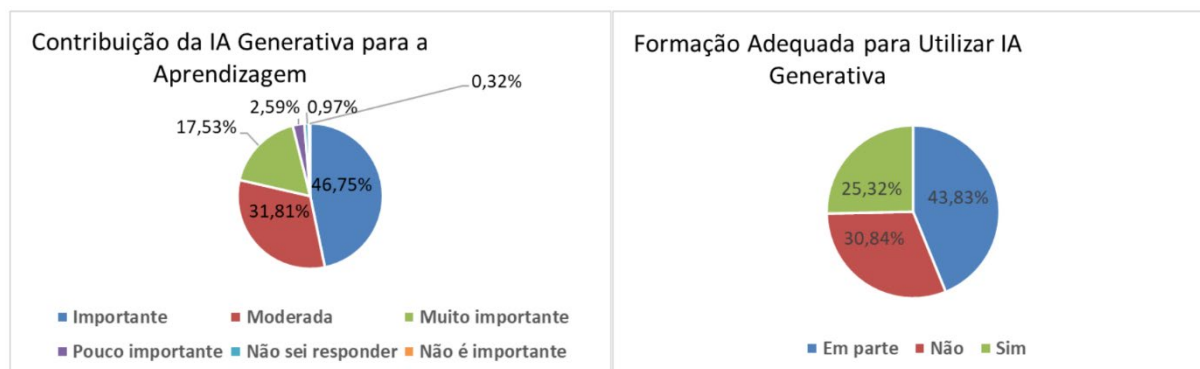 Contribuição da IA Generativa para a
Aprendizagem
0,32%
2,59%
0,97%
17,53%
46,75%
31,81%
Importante
Moderada
Muito importante
Pouco importante
Não sei responder
Não é importante
Formação Adequada para Utilizar IA
Generativa
25,32%
43,83%
30,84%
Em parte
Não
Sim